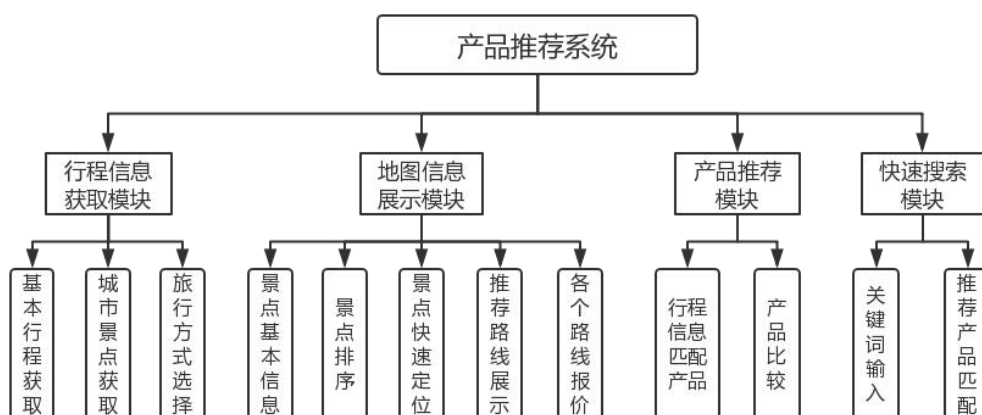 产品推荐系统
行程信息
获取模块
地图信息
展示模块
产品推荐
模块
快速搜索
模块
基本行程获取
城市景点获取
旅行方式选择
景点基本信息
景点排序
景点快速定位
推荐路线展示
各个路线报价
行程
信息
匹配
产品
产品比较
关键词输入
推荐产品匹配